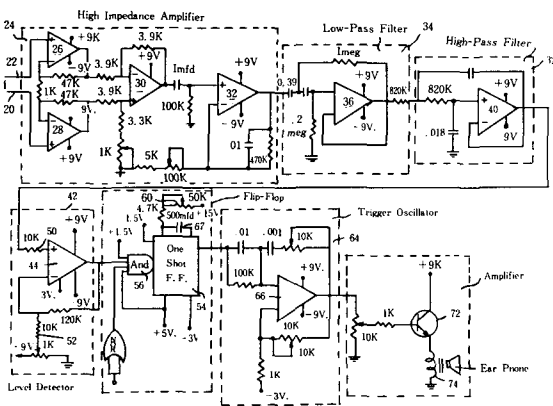 High Impedance Amplifier
Low-Pass Filter
High-Pass Filter
24
22
20
26
28
+9K
-9V
9V.
+9V
47K
47K
1K
3.9K
3.9K
3.9K
3.3K
+9V
30
-9V
1mfd
100K
1K
5K
100K
+9V
32
-9V
.01
470K
0.39
1meg
34
+9V
36
-9V.
.2
1meg
820K
820K
.018
+9V
40
9V
42
10K
50
44
+9V
3V.
-9V
120K
10K
52
-9V.
1K
Level Detector
Flip-Flop
60
50K
4.7K
+15V
500mfd
67
1.5V
+1.5V
And
56
One
Shot
F. F.
54
+5V.
-3V
Trigger Oscillator
.01
.001
10K
64
100K
66
+9V.
-9V.
10K
10K
1K
-3V.
Amplifier
+9K
10K
1K
72
74
Ear Phone